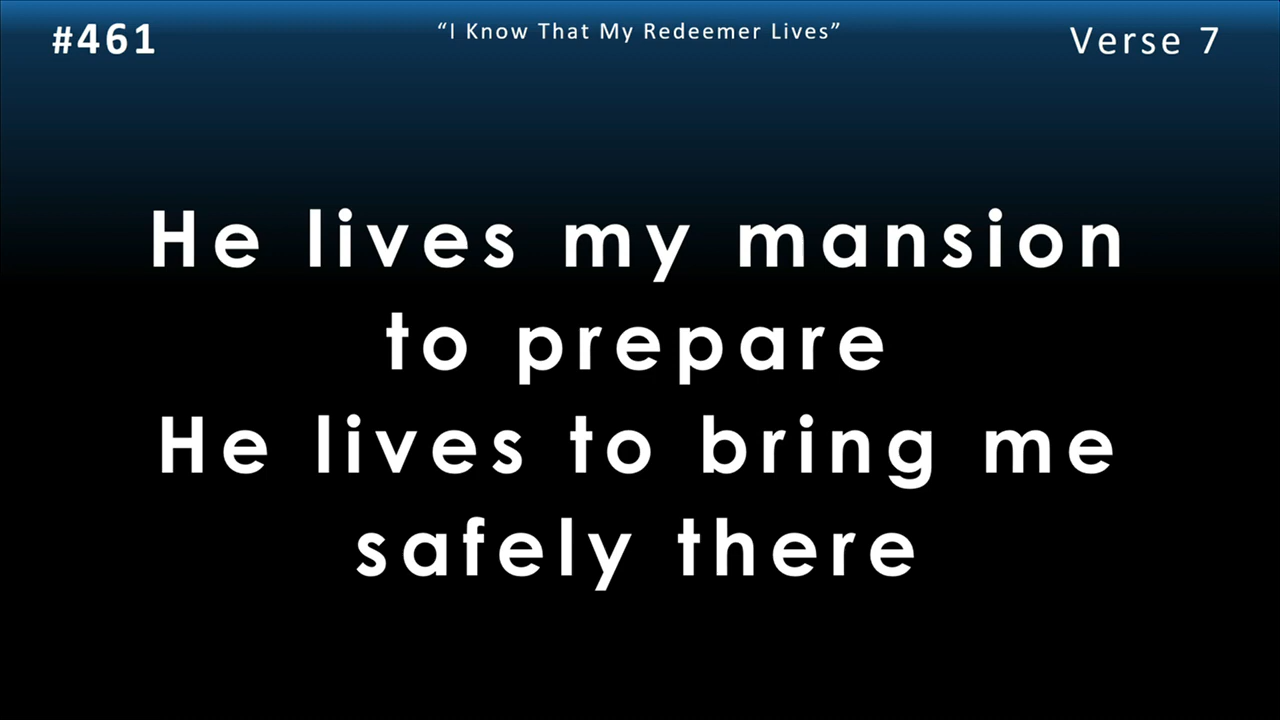 #461
“I Know That My Redeemer Lives”
Verse 7
He lives my mansion
to prepare
He lives to bring me
safely there